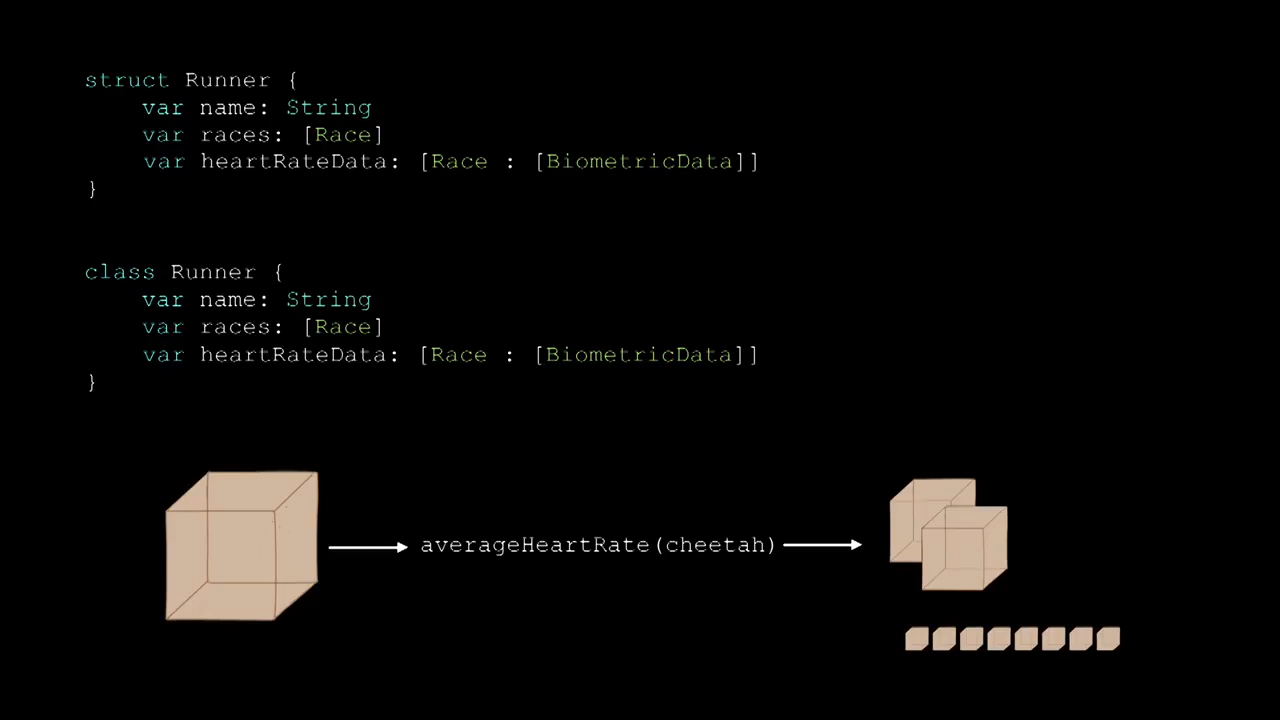 struct Runner {
    var name: String
    var races: [Race]
    var heartRateData: [Race : [BiometricData]]
}
class Runner {
    var name: String
    var races: [Race]
    var heartRateData: [Race : [BiometricData]]
}
averageHeartRate(cheetah)